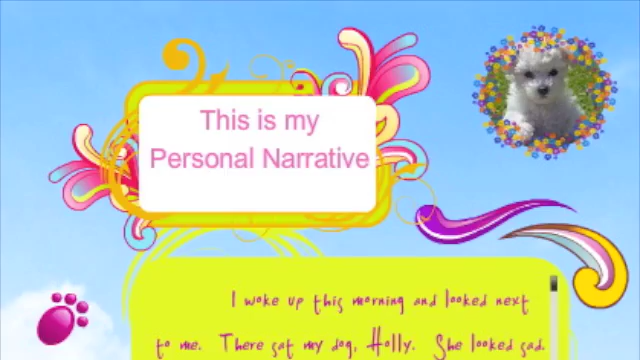 This is my
Personal Narrative
I woke up this morning and looked next
to me. There sat my dog, Holly. She looked sad.